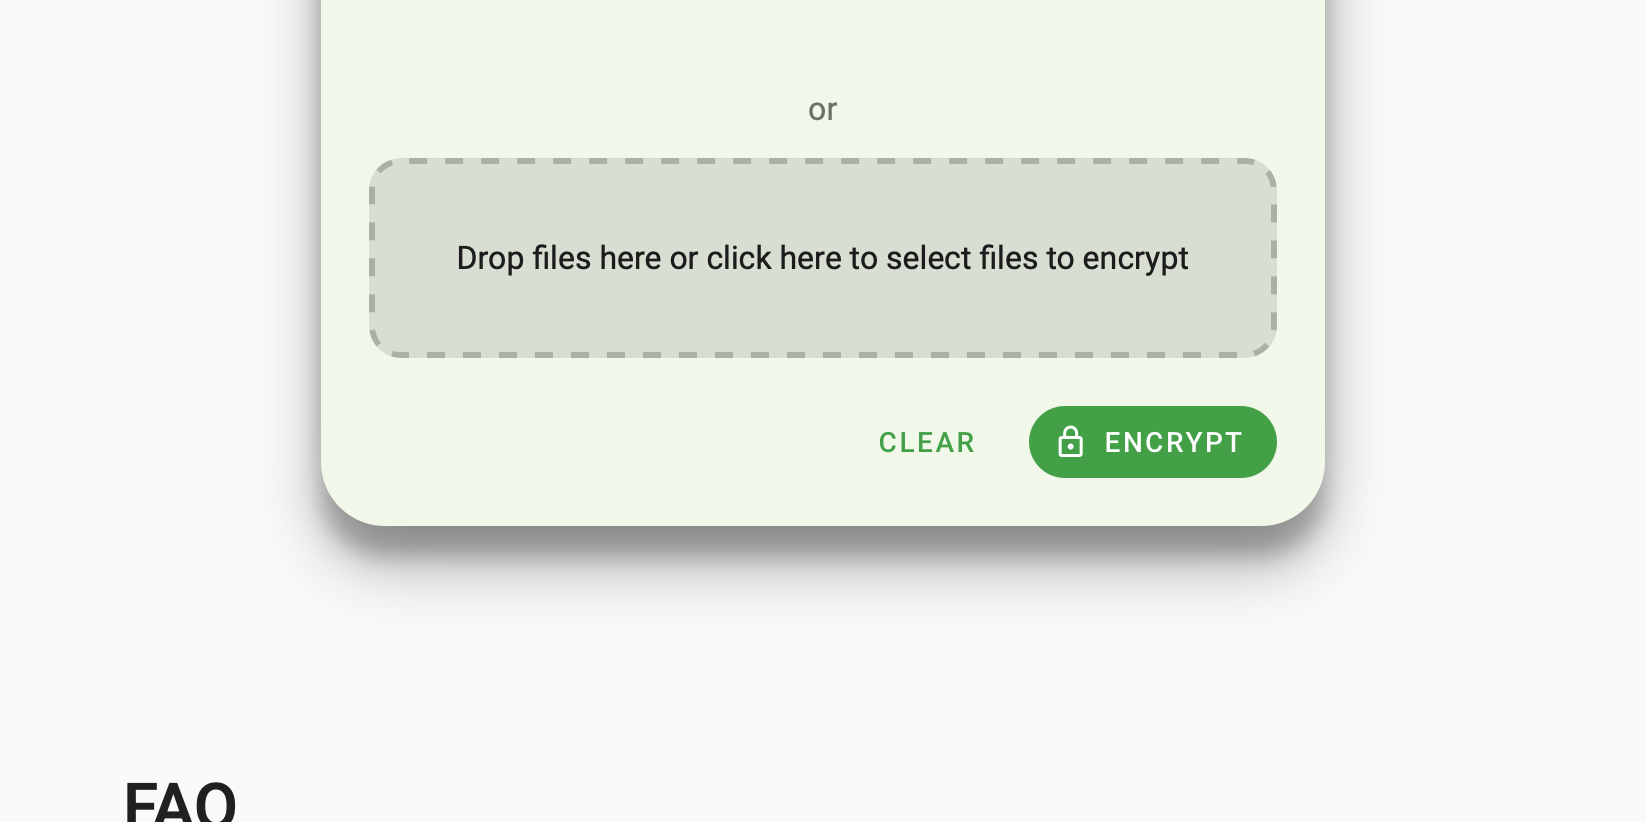 or
Drop files here or click here to select files to encrypt
CLEAR
ENCRYPT
FAQ